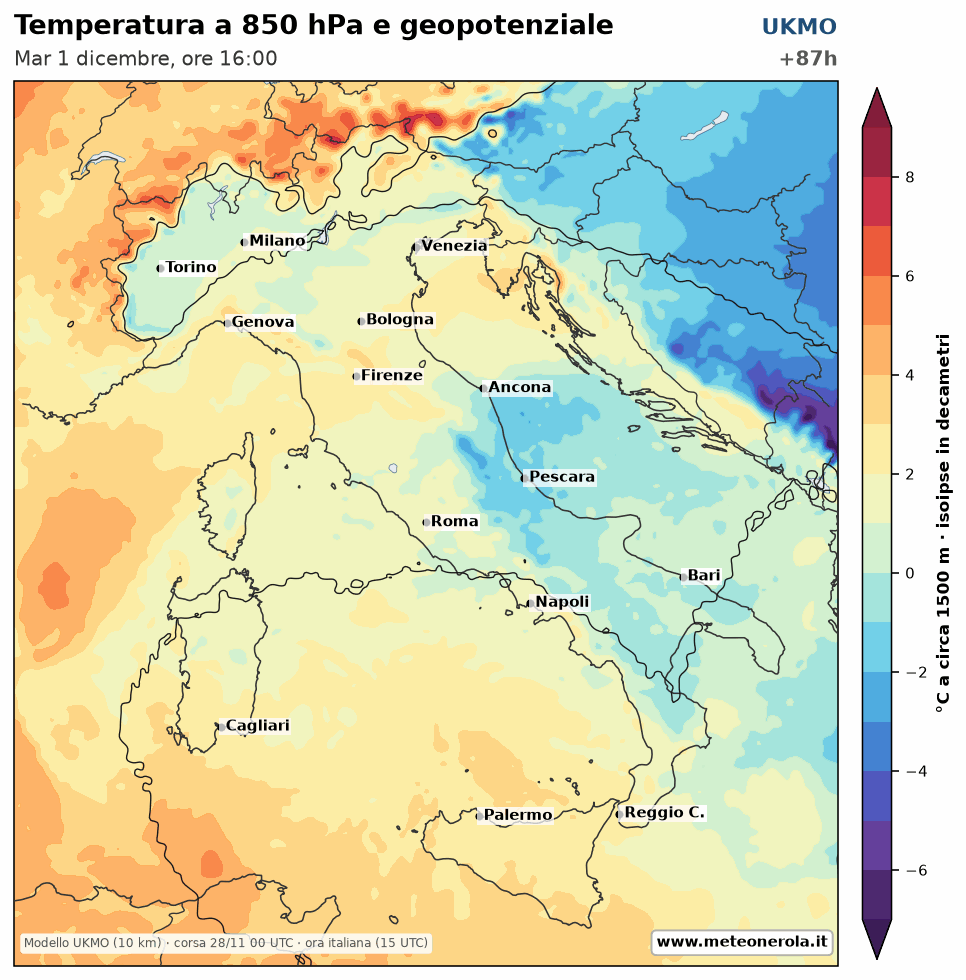 Temperatura a 850 hPa e geopotenziale
UKMO
Mar 1 dicembre, ore 16:00
+87h
Milano
Venezia
Torino
Genova
Bologna
Firenze
Ancona
Pescara
Roma
Bari
Napoli
Cagliari
Palermo
Reggio C.
8
6
4
2
0
−2
−4
−6
°C a circa 1500 m · isoipse in decametri
Modello UKMO (10 km) · corsa 28/11 00 UTC · ora italiana (15 UTC)
www.meteonerola.it